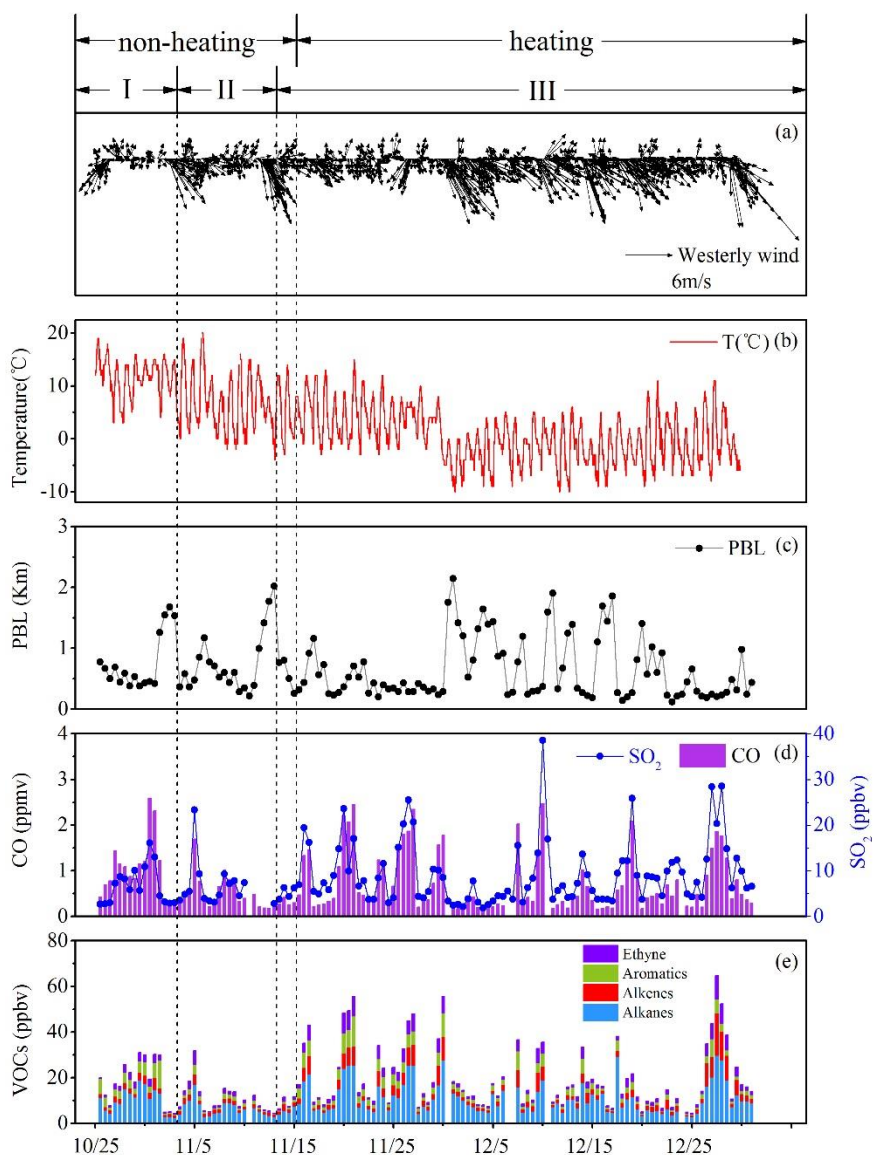 non-heating heating
I II III
(a)
Westerly wind
6m/s
T(℃) (b)
Temperature(℃)
20
10
0
-10
(c)
PBL
PBL (Km)
3
2
1
0
(d)
SO2 CO
CO (ppmv)
4
3
2
1
0
SO2 (ppbv)
40
30
20
10
0
(e)
Ethyne
Aromatics
Alkenes
Alkanes
VOCs (ppbv)
80
60
40
20
0
10/25 11/5 11/15 11/25 12/5 12/15 12/25